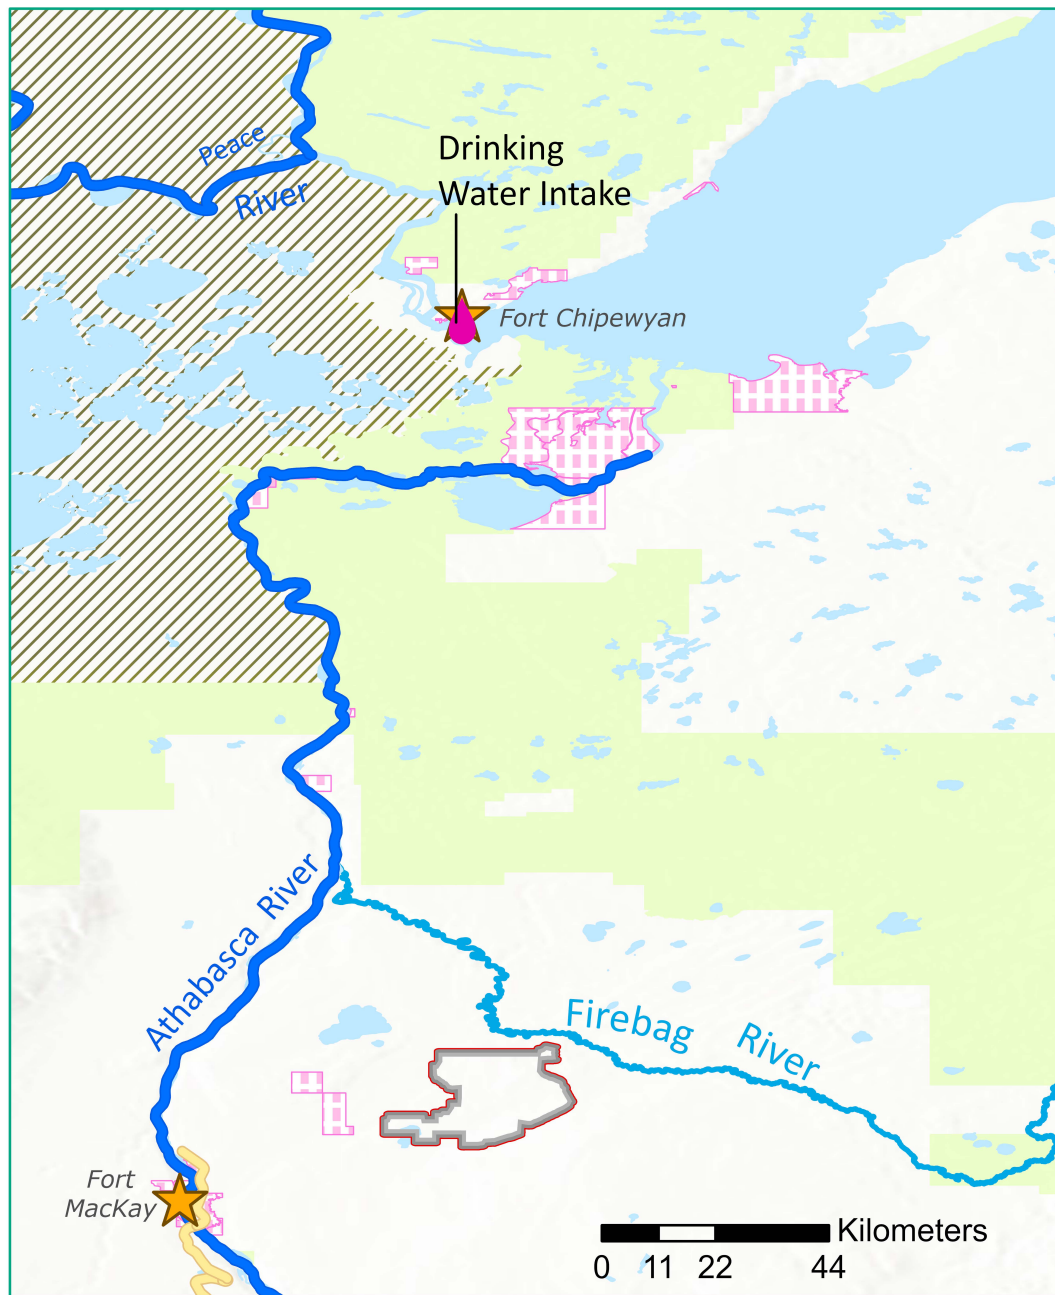 Peace
River
Drinking
Water Intake
Fort Chipewyan
Athabasca River
Firebag River
Fort
MacKay
Kilometers
0 11 22 44